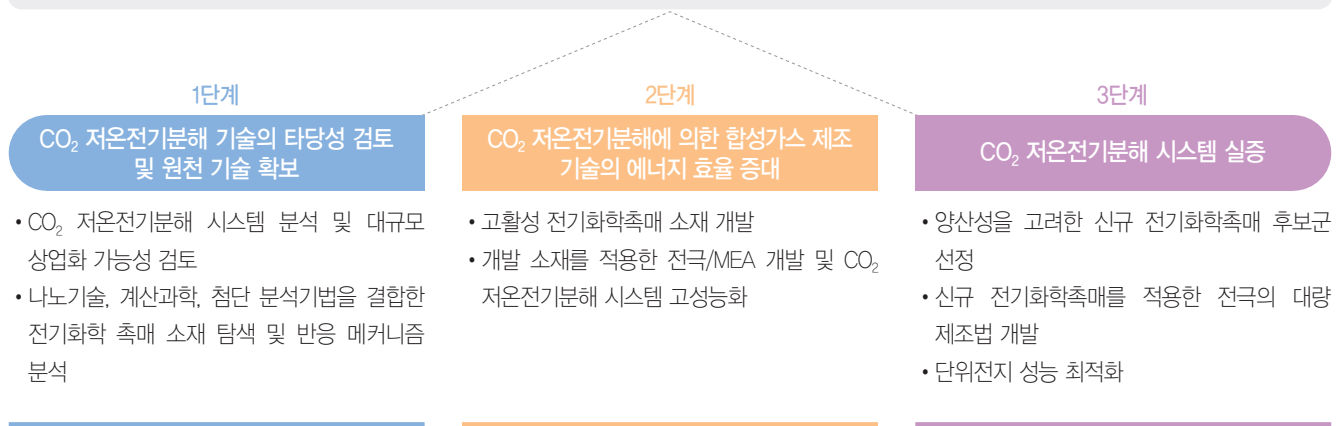 1단계
CO₂ 저온전기분해 기술의 타당성 검토
및 원천 기술 확보
• CO₂ 저온전기분해 시스템 분석 및 대규모
상업화 가능성 검토
• 나노기술, 계산과학, 첨단 분석기법을 결합한
전기화학 촉매 소재 탐색 및 반응 메커니즘
분석
2단계
CO₂ 저온전기분해에 의한 합성가스 제조
기술의 에너지 효율 증대
• 고활성 전기화학촉매 소재 개발
• 개발 소재를 적용한 전극/MEA 개발 및 CO₂
저온전기분해 시스템 고성능화
3단계
CO₂ 저온전기분해 시스템 실증
• 양산성을 고려한 신규 전기화학촉매 후보군
선정
• 신규 전기화학촉매를 적용한 전극의 대량
제조법 개발
• 단위전지 성능 최적화